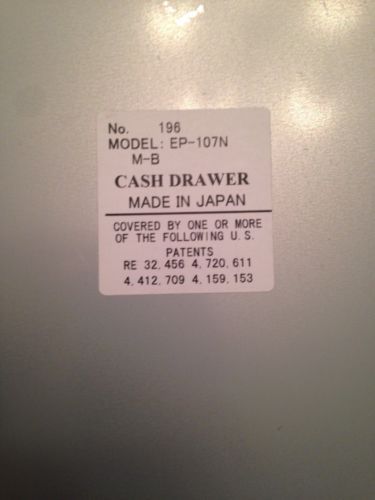 No. 196
MODEL: EP-107N
M-B
CASH DRAWER
MADE IN JAPAN
COVERED BY ONE OR MORE
OF THE FOLLOWING U. S.
PATENTS
RE 32, 456 4, 720, 611
4, 412, 709 4, 159, 153